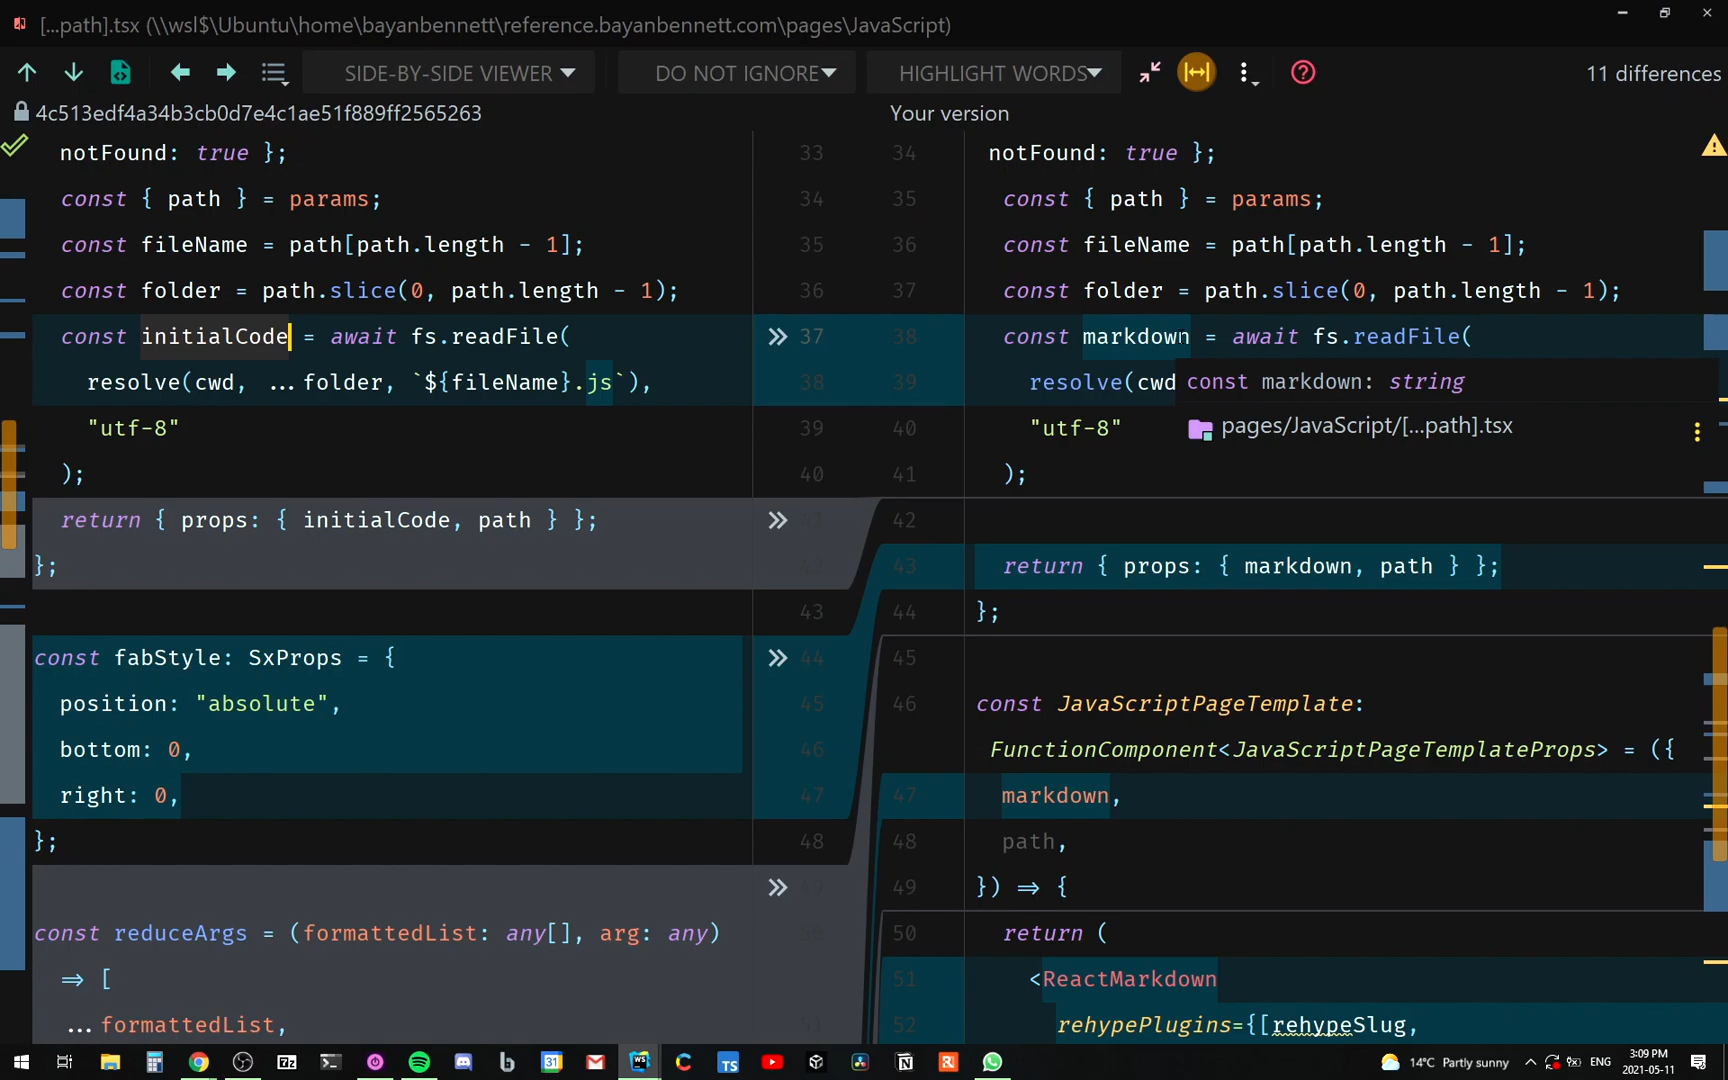 [...path].tsx (\\wsl$\Ubuntu\home\bayanbennett\reference.bayanbennett.com\pages\JavaScript)
SIDE-BY-SIDE VIEWER
DO NOT IGNORE
HIGHLIGHT WORDS
11 differences
4c513edf4a34b3cb0d7e4c1ae51f889ff2565263
Your version
notFound: true };
33
const { path } = params;
34
const fileName = path[path.length - 1];
35
const folder = path.slice(0, path.length - 1);
36
const initialCode = await fs.readFile(
37
resolve(cwd, ...folder, `${fileName}.js`),
38
"utf-8"
39
);
40
return { props: { initialCode, path } };
41
};
42
43
const fabStyle: SxProps = {
44
position: "absolute",
45
bottom: 0,
46
right: 0,
47
};
48
49
const reduceArgs = (formattedList: any[], arg: any)
50
=> [
...formattedList,
51
34 notFound: true };
35 const { path } = params;
36 const fileName = path[path.length - 1];
37 const folder = path.slice(0, path.length - 1);
38 const markdown = await fs.readFile(
39 resolve(cwd
const markdown: string
pages/JavaScript/[...path].tsx
40 "utf-8"
41 );
42
43 return { props: { markdown, path } };
44 };
45
46 const JavaScriptPageTemplate:
FunctionComponent<JavaScriptPageTemplateProps> = ({
47 markdown,
48 path,
49 }) => {
50 return (
51 <ReactMarkdown
52 rehypePlugins={[rehypeSlug,
14°C Partly sunny
ENG
3:09 PM
2021-05-11